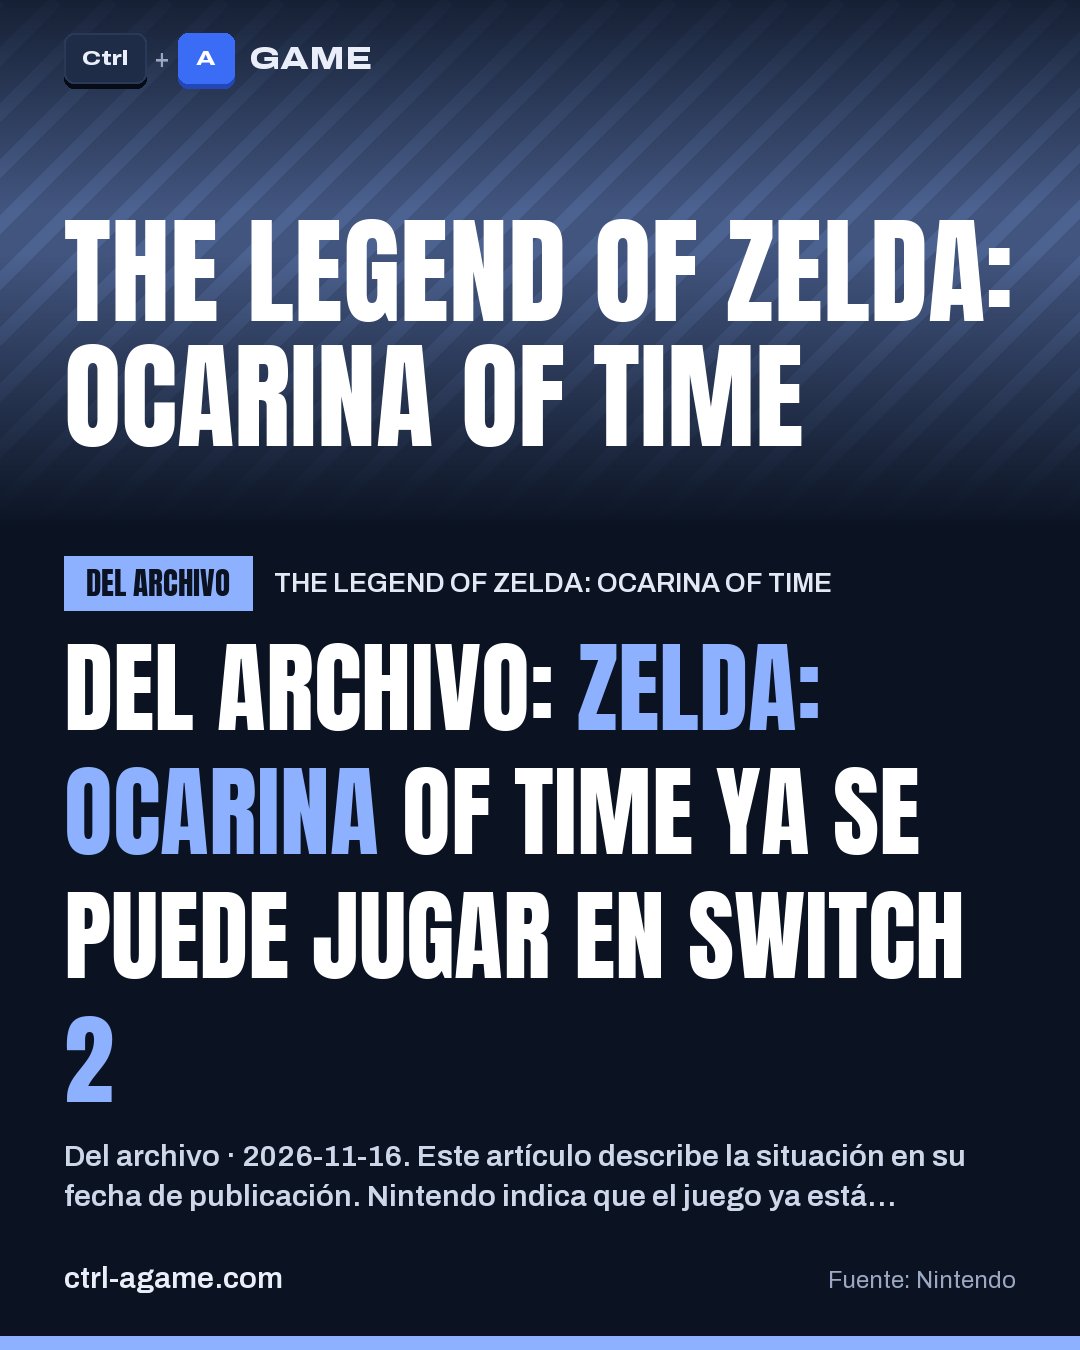 Ctrl + A GAME
THE LEGEND OF ZELDA:
OCARINA OF TIME
DEL ARCHIVO THE LEGEND OF ZELDA: OCARINA OF TIME
DEL ARCHIVO: ZELDA:
OCARINA OF TIME YA SE
PUEDE JUGAR EN SWITCH
2
Del archivo · 2026-11-16. Este artículo describe la situación en su
fecha de publicación. Nintendo indica que el juego ya está...
ctrl-agame.com Fuente: Nintendo